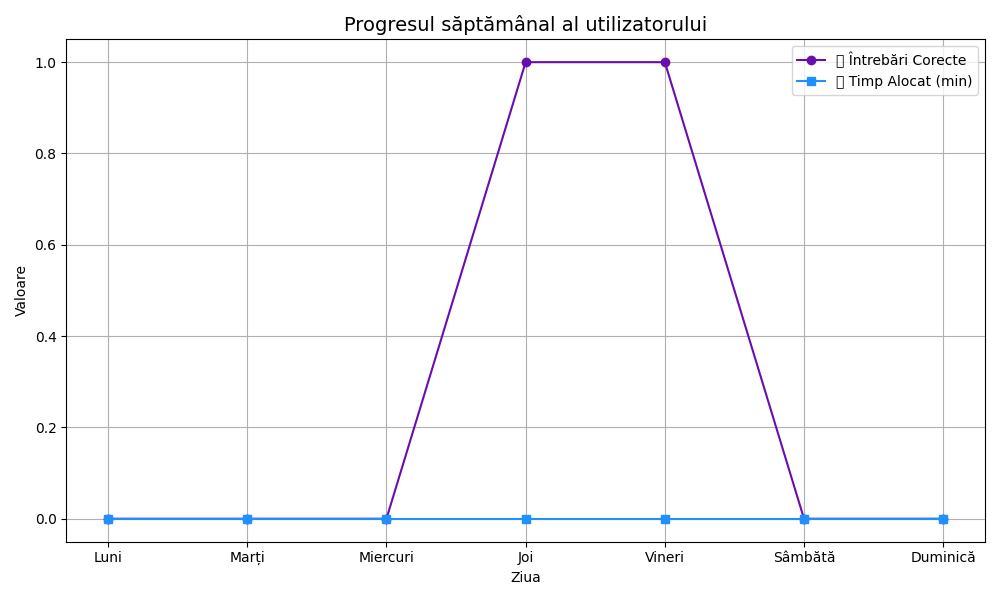 Progresul săptămânal al utilizatorului
Întrebări Corecte
Timp Alocat (min)
1.0
0.8
0.6
0.4
0.2
0.0
Valoare
Luni Marți Miercuri Joi Vineri Sâmbătă Duminică
Ziua